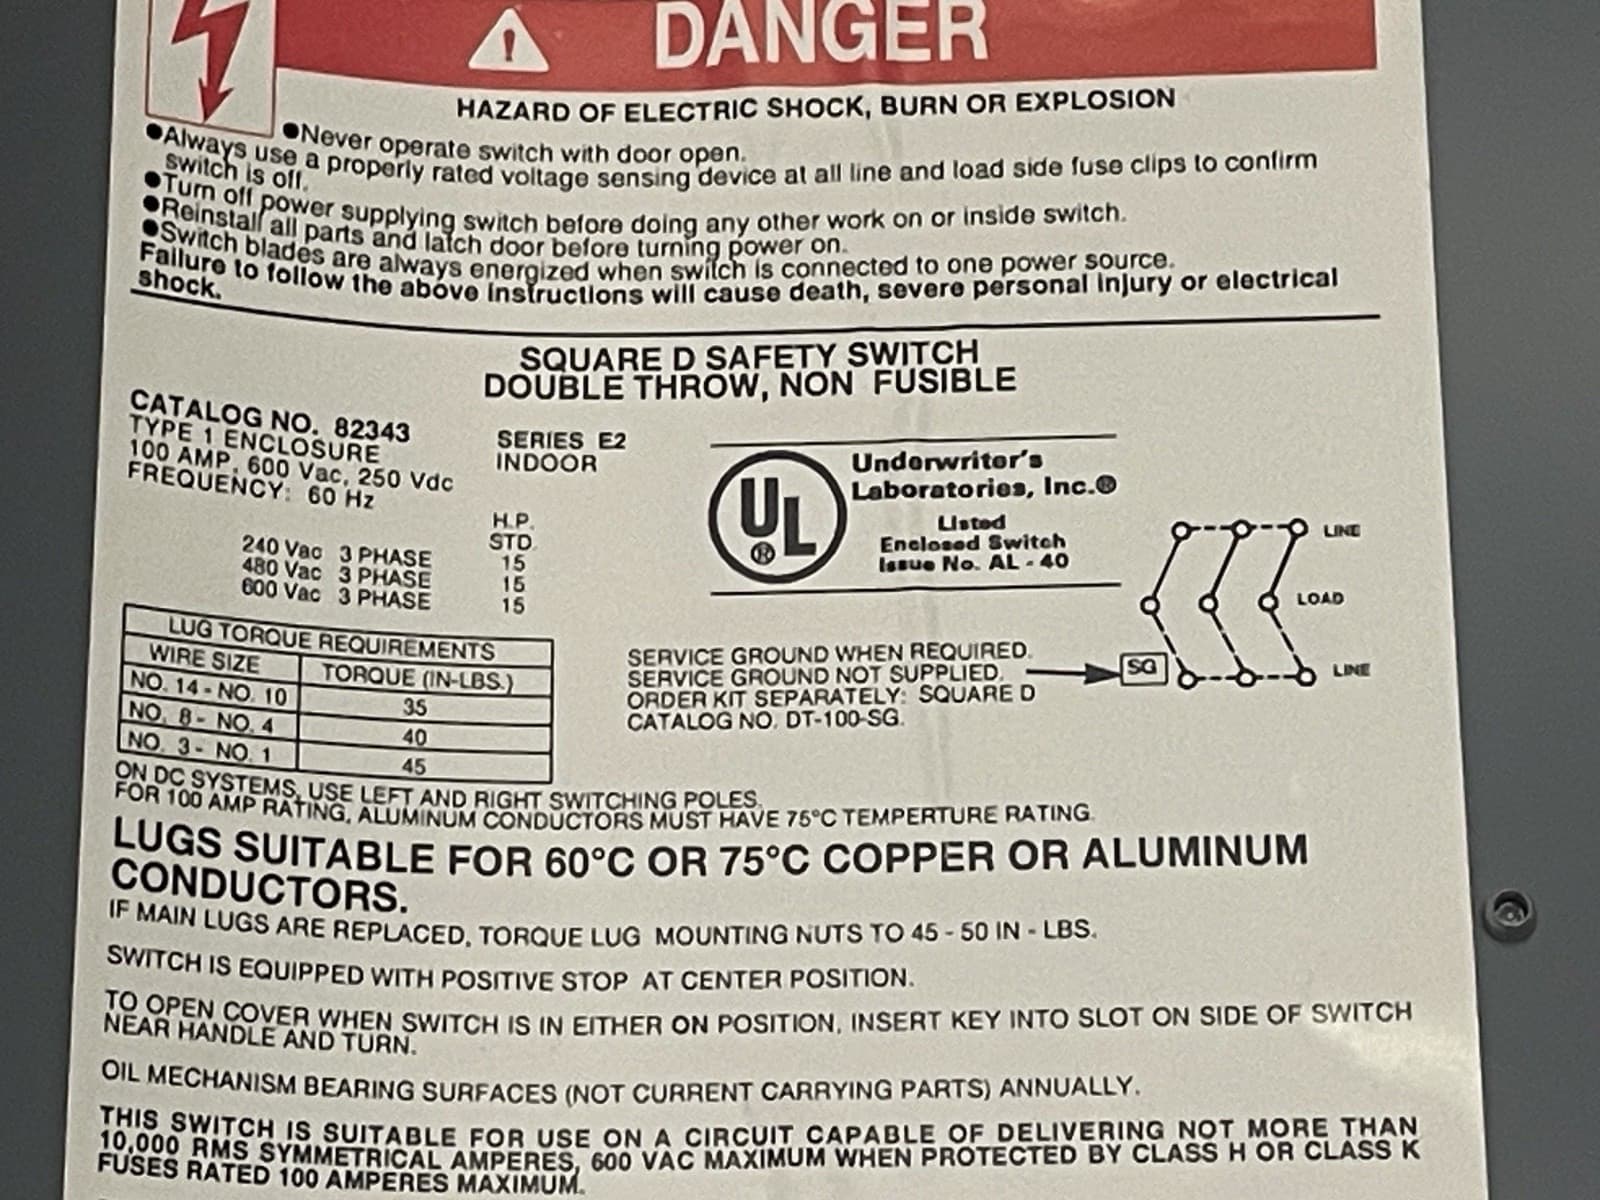 DANGER
HAZARD OF ELECTRIC SHOCK, BURN OR EXPLOSION
●Never operate switch with door open.
●Always use a properly rated voltage sensing device at all line and load side fuse clips to confirm
switch is off.
●Turn off power supplying switch before doing any other work on or inside switch.
●Reinstall all parts and latch door before turning power on.
●Switch blades are always energized when switch is connected to one power source.
Failure to follow the above instructions will cause death, severe personal injury or electrical
shock.
SQUARE D SAFETY SWITCH
DOUBLE THROW, NON FUSIBLE
CATALOG NO. 82343
TYPE 1 ENCLOSURE
100 AMP, 600 Vac, 250 Vdc
FREQUENCY: 60 Hz
SERIES E2
INDOOR
H.P.
STD.
240 Vac 3 PHASE 15
480 Vac 3 PHASE 15
600 Vac 3 PHASE 15
UL®
Underwriter's
Laboratories, Inc.®
Listed
Enclosed Switch
Issue No. AL - 40
LINE
LOAD
LINE
SG
LUG TORQUE REQUIREMENTS
WIRE SIZE TORQUE (IN-LBS.)
NO. 14 - NO. 10 35
NO. 8 - NO. 4 40
NO. 3 - NO. 1 45
SERVICE GROUND WHEN REQUIRED.
SERVICE GROUND NOT SUPPLIED.
ORDER KIT SEPARATELY: SQUARE D
CATALOG NO. DT-100-SG.
ON DC SYSTEMS, USE LEFT AND RIGHT SWITCHING POLES.
FOR 100 AMP RATING, ALUMINUM CONDUCTORS MUST HAVE 75°C TEMPERTURE RATING.
LUGS SUITABLE FOR 60°C OR 75°C COPPER OR ALUMINUM
CONDUCTORS.
IF MAIN LUGS ARE REPLACED, TORQUE LUG MOUNTING NUTS TO 45 - 50 IN - LBS.
SWITCH IS EQUIPPED WITH POSITIVE STOP AT CENTER POSITION.
TO OPEN COVER WHEN SWITCH IS IN EITHER ON POSITION, INSERT KEY INTO SLOT ON SIDE OF SWITCH
NEAR HANDLE AND TURN.
OIL MECHANISM BEARING SURFACES (NOT CURRENT CARRYING PARTS) ANNUALLY.
THIS SWITCH IS SUITABLE FOR USE ON A CIRCUIT CAPABLE OF DELIVERING NOT MORE THAN
10,000 RMS SYMMETRICAL AMPERES, 600 VAC MAXIMUM WHEN PROTECTED BY CLASS H OR CLASS K
FUSES RATED 100 AMPERES MAXIMUM.